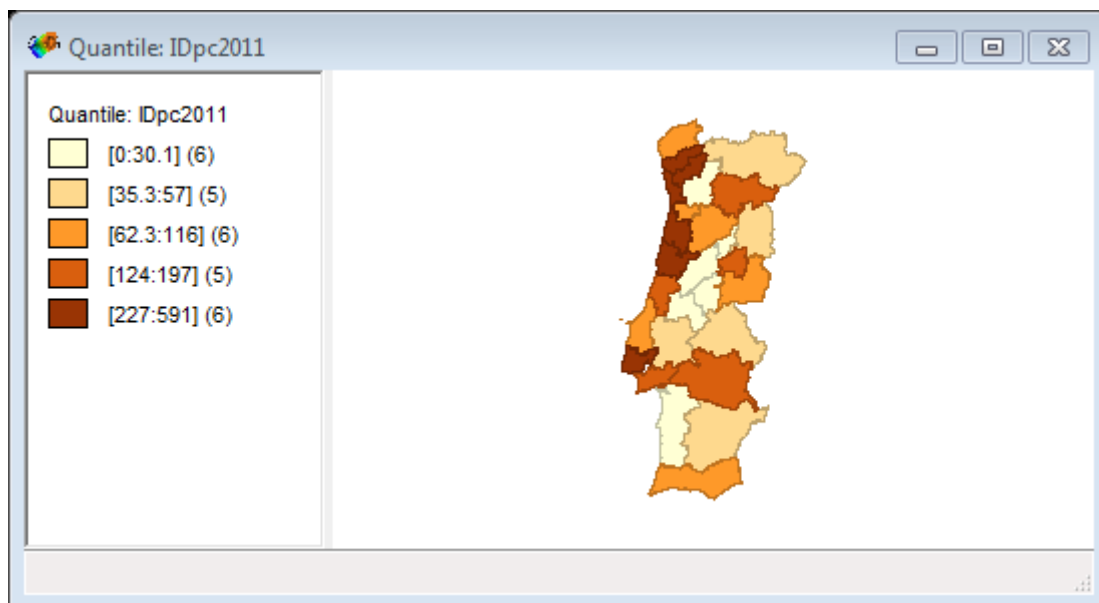 Quantile: IDpc2011
Quantile: IDpc2011
[0:30.1] (6)
[35.3:57] (5)
[62.3:116] (6)
[124:197] (5)
[227:591] (6)